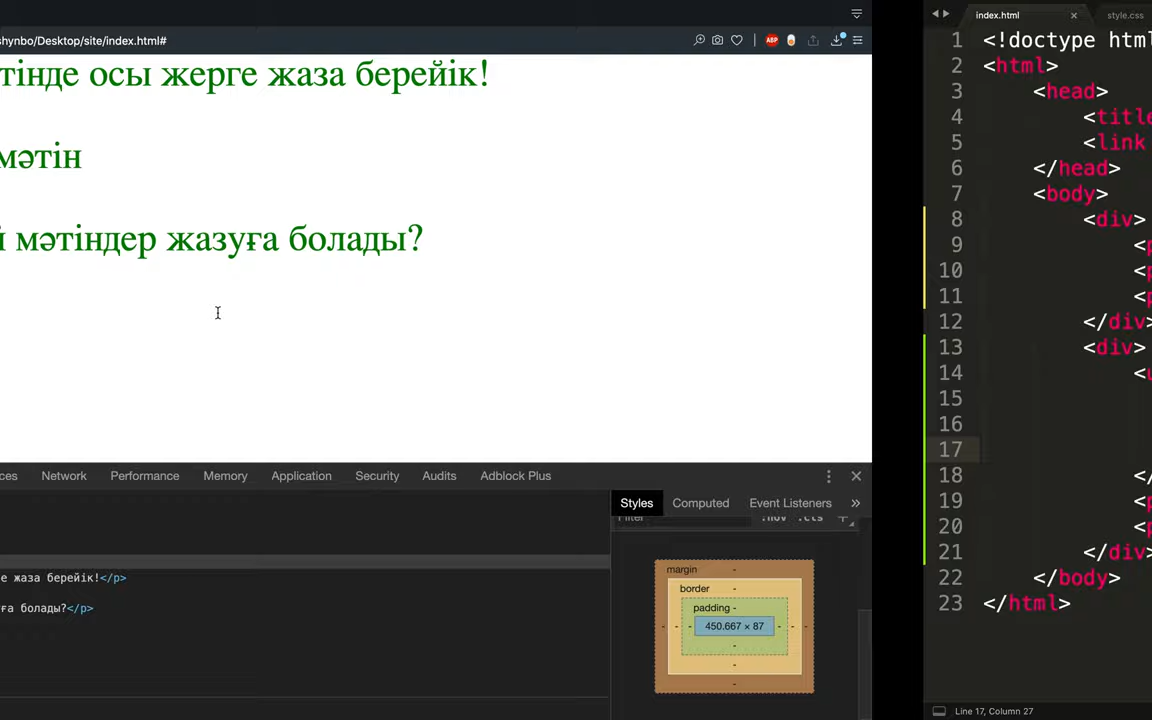 shynbo/Desktop/site/index.html#
ABP
тінде осы жерге жаза берейік!
мәтін
й мәтіндер жазуға болады?
ces Network Performance Memory Application Security Audits Adblock Plus
Styles Computed Event Listeners »
Filter :hov .cls +
е жаза берейік!</p>
ға болады?</p>
margin -
border -
padding -
- - - 450.667 × 87 - - -
-
-
-
index.html × style.css
1 <!doctype html
2 <html>
3 <head>
4 <title
5 <link
6 </head>
7 <body>
8 <div>
9 <p
10 <p
11 <p
12 </div>
13 <div>
14 <u
15
16
17
18 </
19 <p
20 <p
21 </div>
22 </body>
23 </html>
Line 17, Column 27